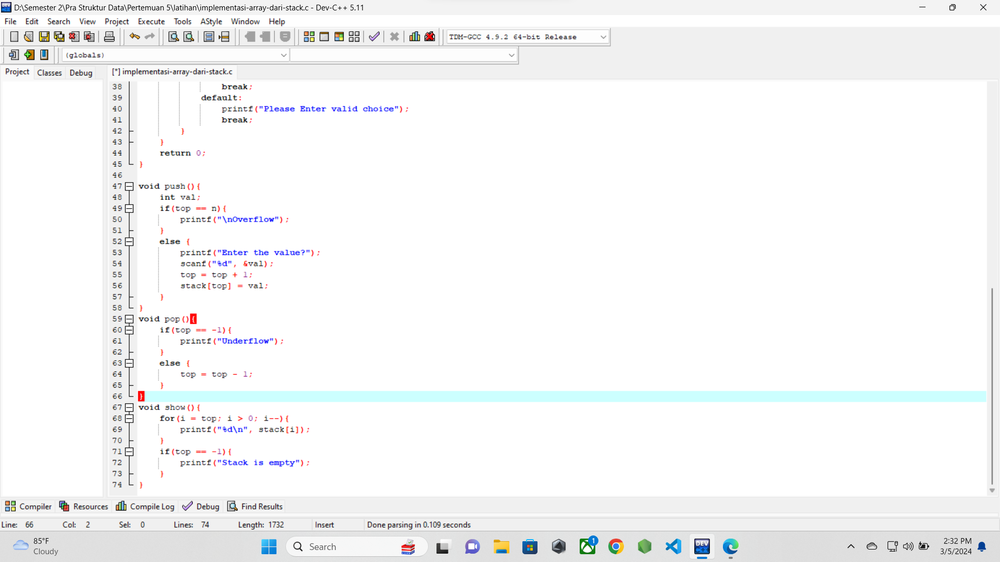 D:\Semester 2\Pra Struktur Data\Pertemuan 5\latihan\implementasi-array-dari-stack.c - Dev-C++ 5.11
File Edit Search View Project Execute Tools AStyle Window Help
TDM-GCC 4.9.2 64-bit Release
(globals)
Project Classes Debug
[*] implementasi-array-dari-stack.c
38 break;
39 default:
40 printf("Please Enter valid choice");
41 break;
42 }
43 }
44 return 0;
45 }
46
47 void push(){
48 int val;
49 if(top == n){
50 printf("\nOverflow");
51 }
52 else {
53 printf("Enter the value?");
54 scanf("%d", &val);
55 top = top + 1;
56 stack[top] = val;
57 }
58 }
59 void pop(){
60 if(top == -1){
61 printf("Underflow");
62 }
63 else {
64 top = top - 1;
65 }
66 }
67 void show(){
68 for(i = top; i > 0; i--){
69 printf("%d\n", stack[i]);
70 }
71 if(top == -1){
72 printf("Stack is empty");
73 }
74 }
Compiler Resources Compile Log Debug Find Results
Line: 66 Col: 2 Sel: 0 Lines: 74 Length: 1732 Insert Done parsing in 0.109 seconds
85°F
Cloudy
Search
1
DEV
C++
2:32 PM
3/5/2024